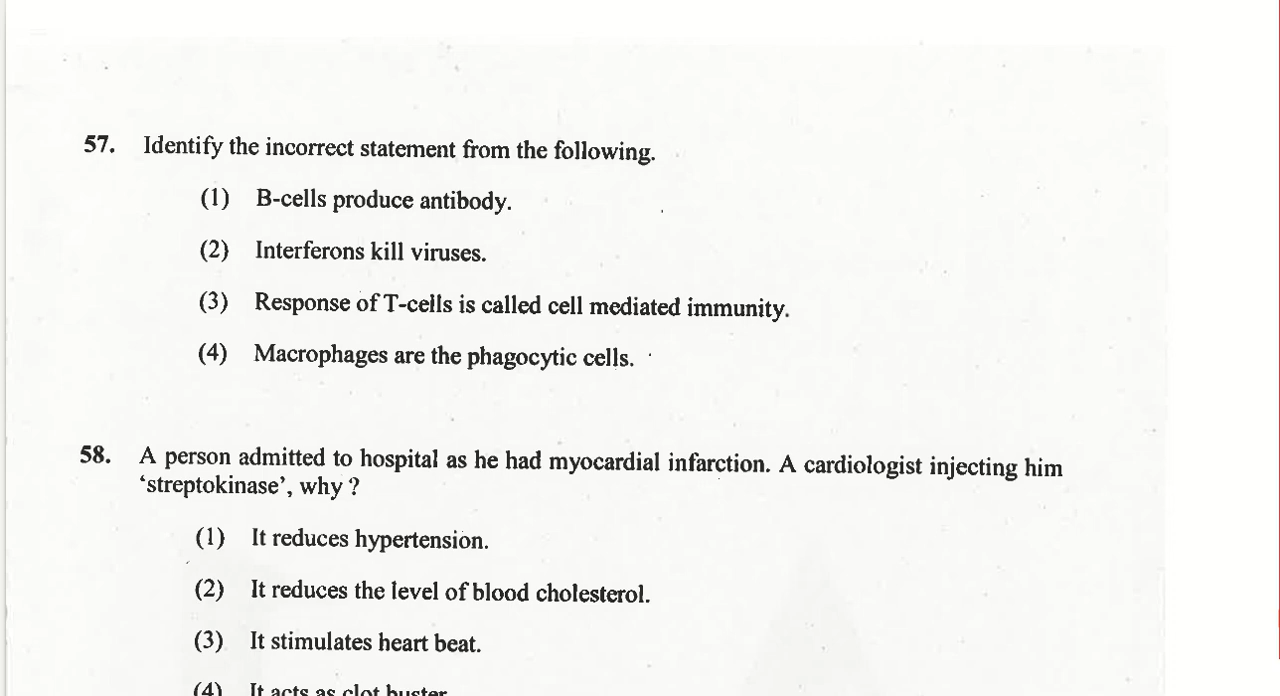 57. Identify the incorrect statement from the following.
(1) B-cells produce antibody.
(2) Interferons kill viruses.
(3) Response of T-cells is called cell mediated immunity.
(4) Macrophages are the phagocytic cells.
58. A person admitted to hospital as he had myocardial infarction. A cardiologist injecting him
‘streptokinase’, why ?
(1) It reduces hypertension.
(2) It reduces the level of blood cholesterol.
(3) It stimulates heart beat.
(4) It acts as clot buster